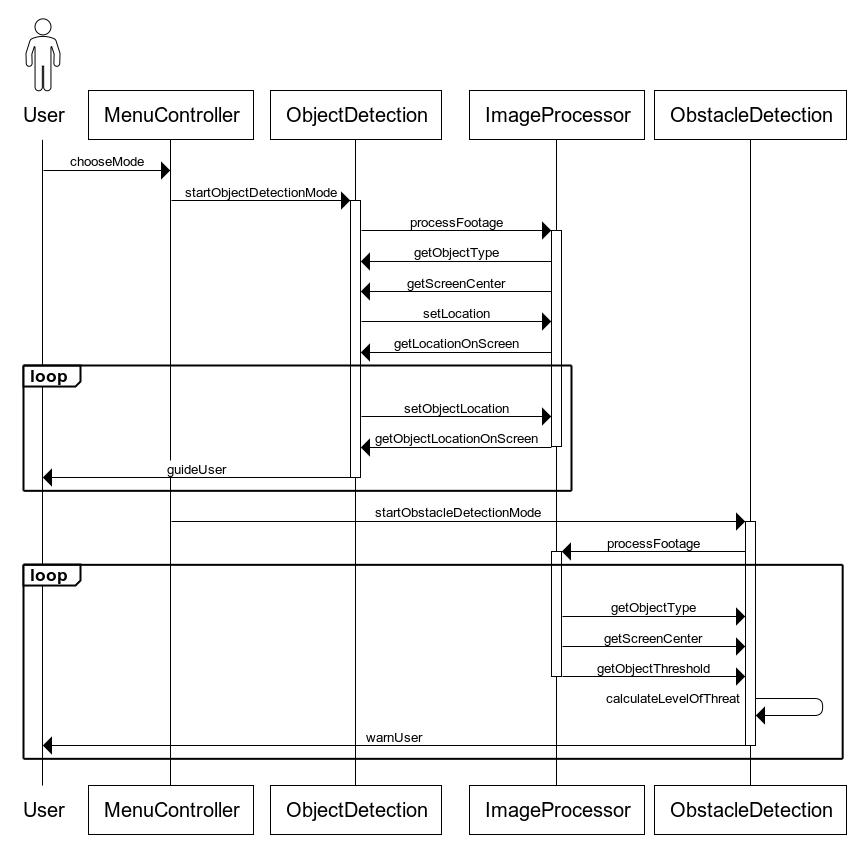 User
MenuController
ObjectDetection
ImageProcessor
ObstacleDetection
chooseMode
startObjectDetectionMode
processFootage
getObjectType
getScreenCenter
setLocation
getLocationOnScreen
loop
setObjectLocation
getObjectLocationOnScreen
guideUser
startObstacleDetectionMode
processFootage
loop
getObjectType
getScreenCenter
getObjectThreshold
calculateLevelOfThreat
warnUser
User
MenuController
ObjectDetection
ImageProcessor
ObstacleDetection